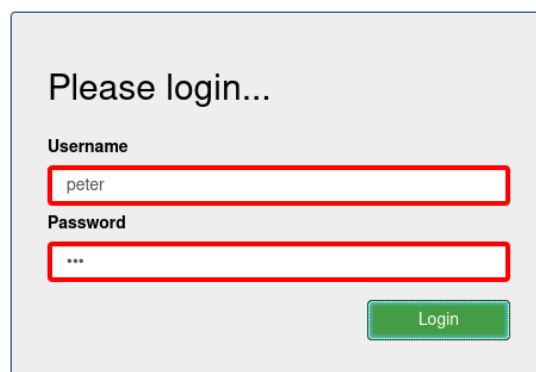 Please login...
Username
peter
Password
•••
Login